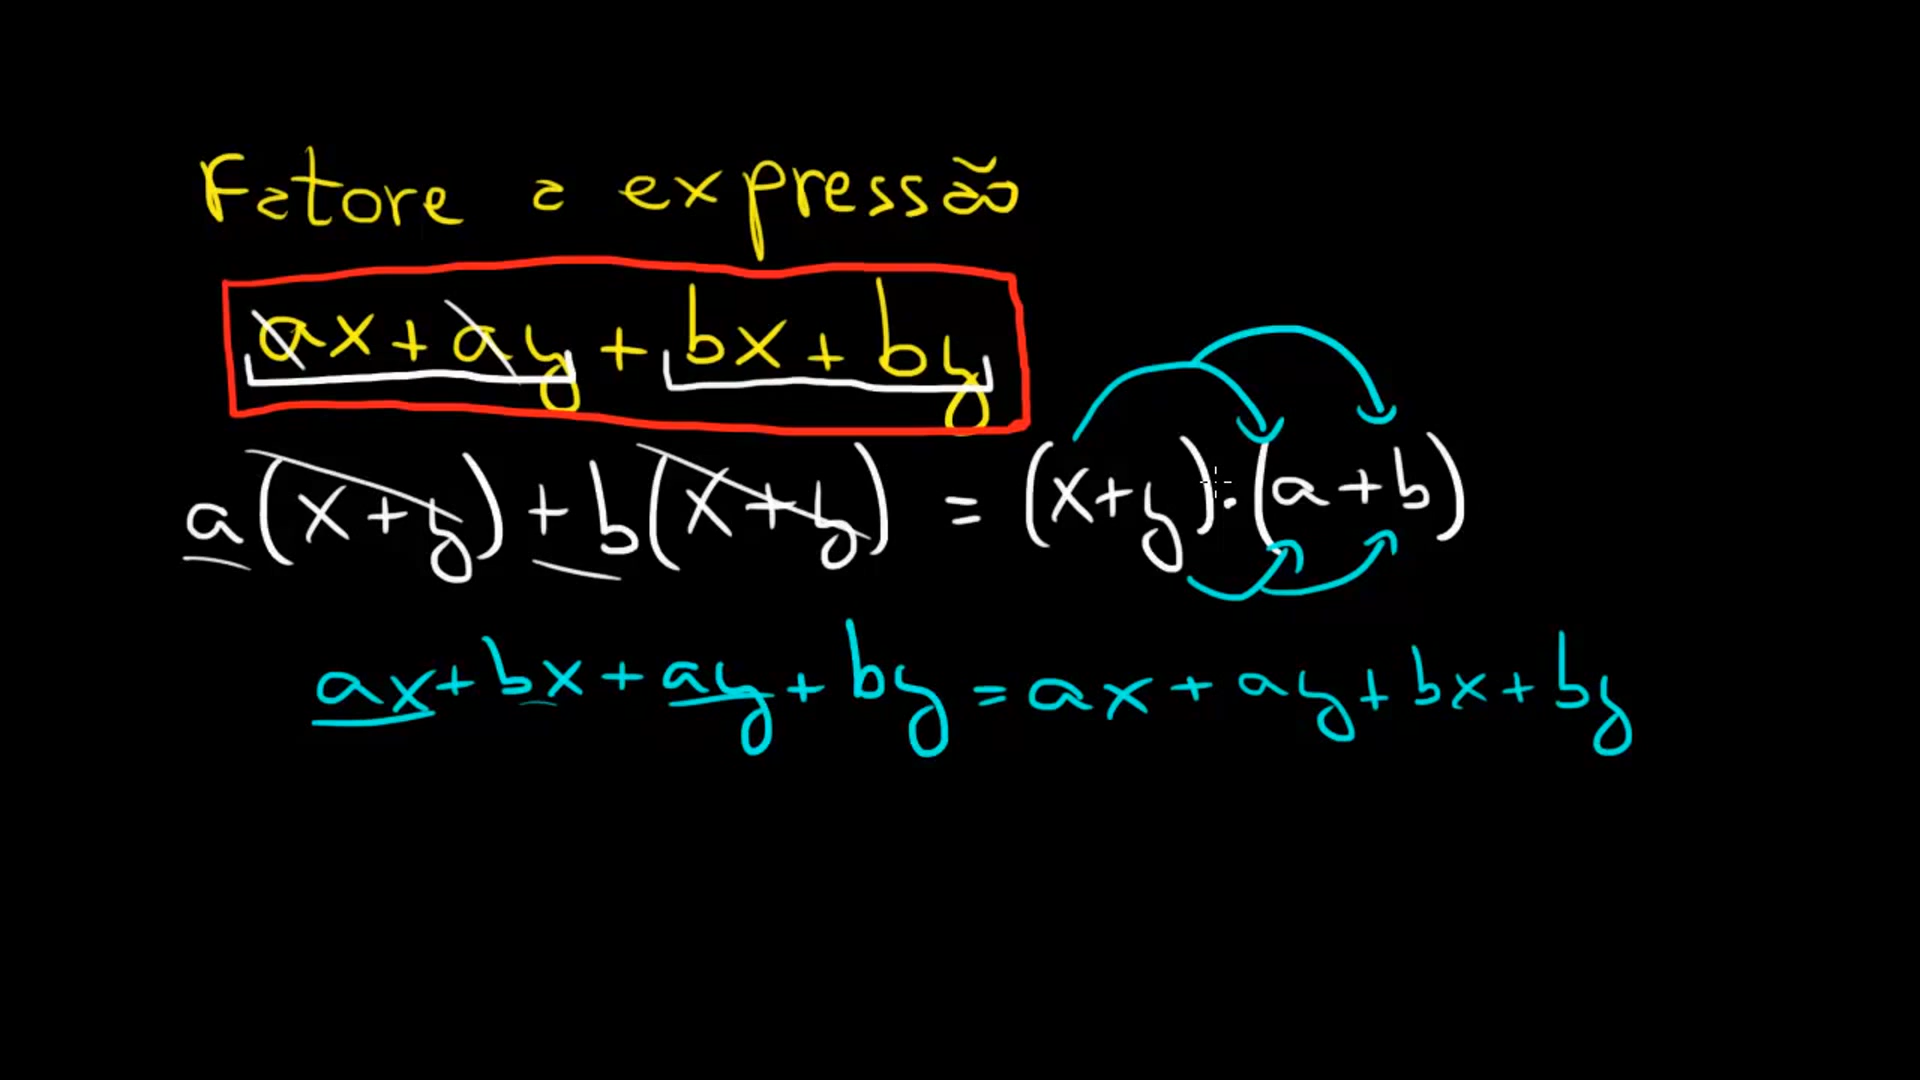 Fatore a expressão
ax + ay + bx + by
a(x+y) + b(x+y) = (x+y).(a+b)
ax + bx + ay + by = ax + ay + bx + by